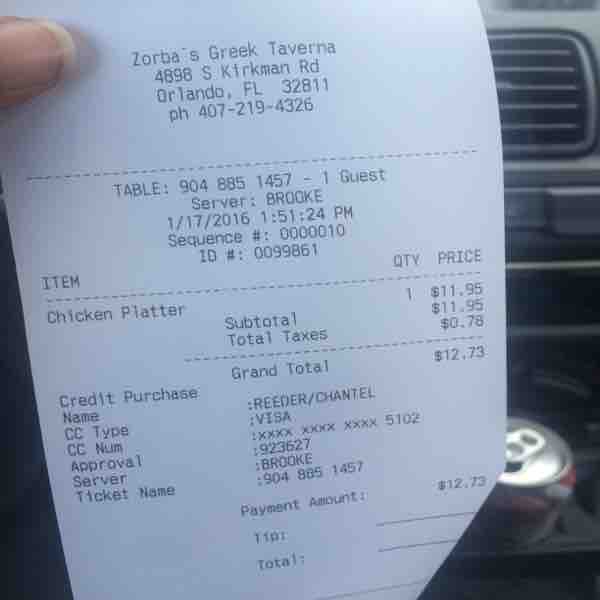 Zorba's Greek Taverna
4898 S Kirkman Rd
Orlando, FL 32811
ph 407-219-4326
TABLE: 904 885 1457 - 1 Guest
Server: BROOKE
1/17/2016 1:51:24 PM
Sequence #: 0000010
ID #: 0099861
ITEM QTY PRICE
Chicken Platter 1 $11.95
Subtotal $11.95
Total Taxes $0.78
Grand Total $12.73
Credit Purchase
Name :REEDER/CHANTEL
CC Type :VISA
CC Num :xxxx xxxx xxxx 5102
Approval :923627
Server :BROOKE
Ticket Name :904 885 1457
Payment Amount: $12.73
Tip:
Total: